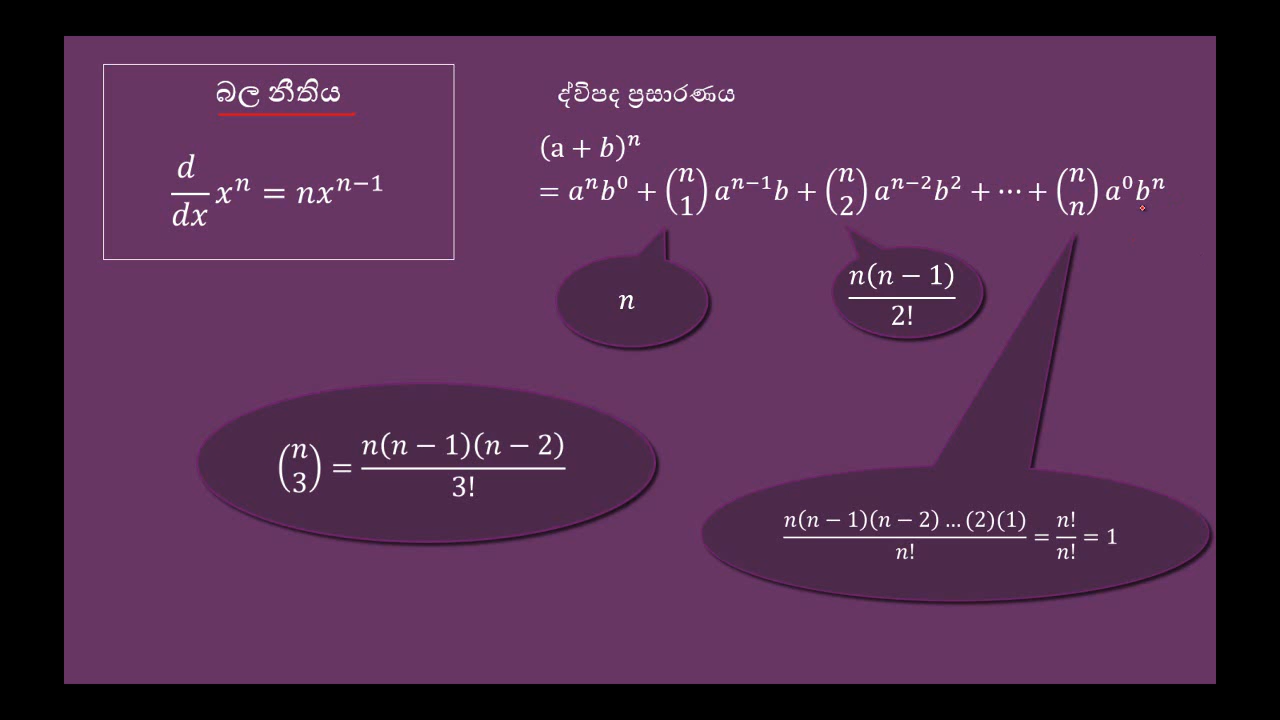 බල නීතිය
d/dx xⁿ = nxⁿ⁻¹
ද්විපද ප්‍රසාරණය
(a + b)ⁿ
= aⁿb⁰ + (n 1) aⁿ⁻¹b + (n 2) aⁿ⁻²b² + ⋯ + (n n) a⁰bⁿ
n
n(n − 1)/2!
(n 3) = n(n − 1)(n − 2)/3!
n(n − 1)(n − 2) … (2)(1)/n! = n!/n! = 1